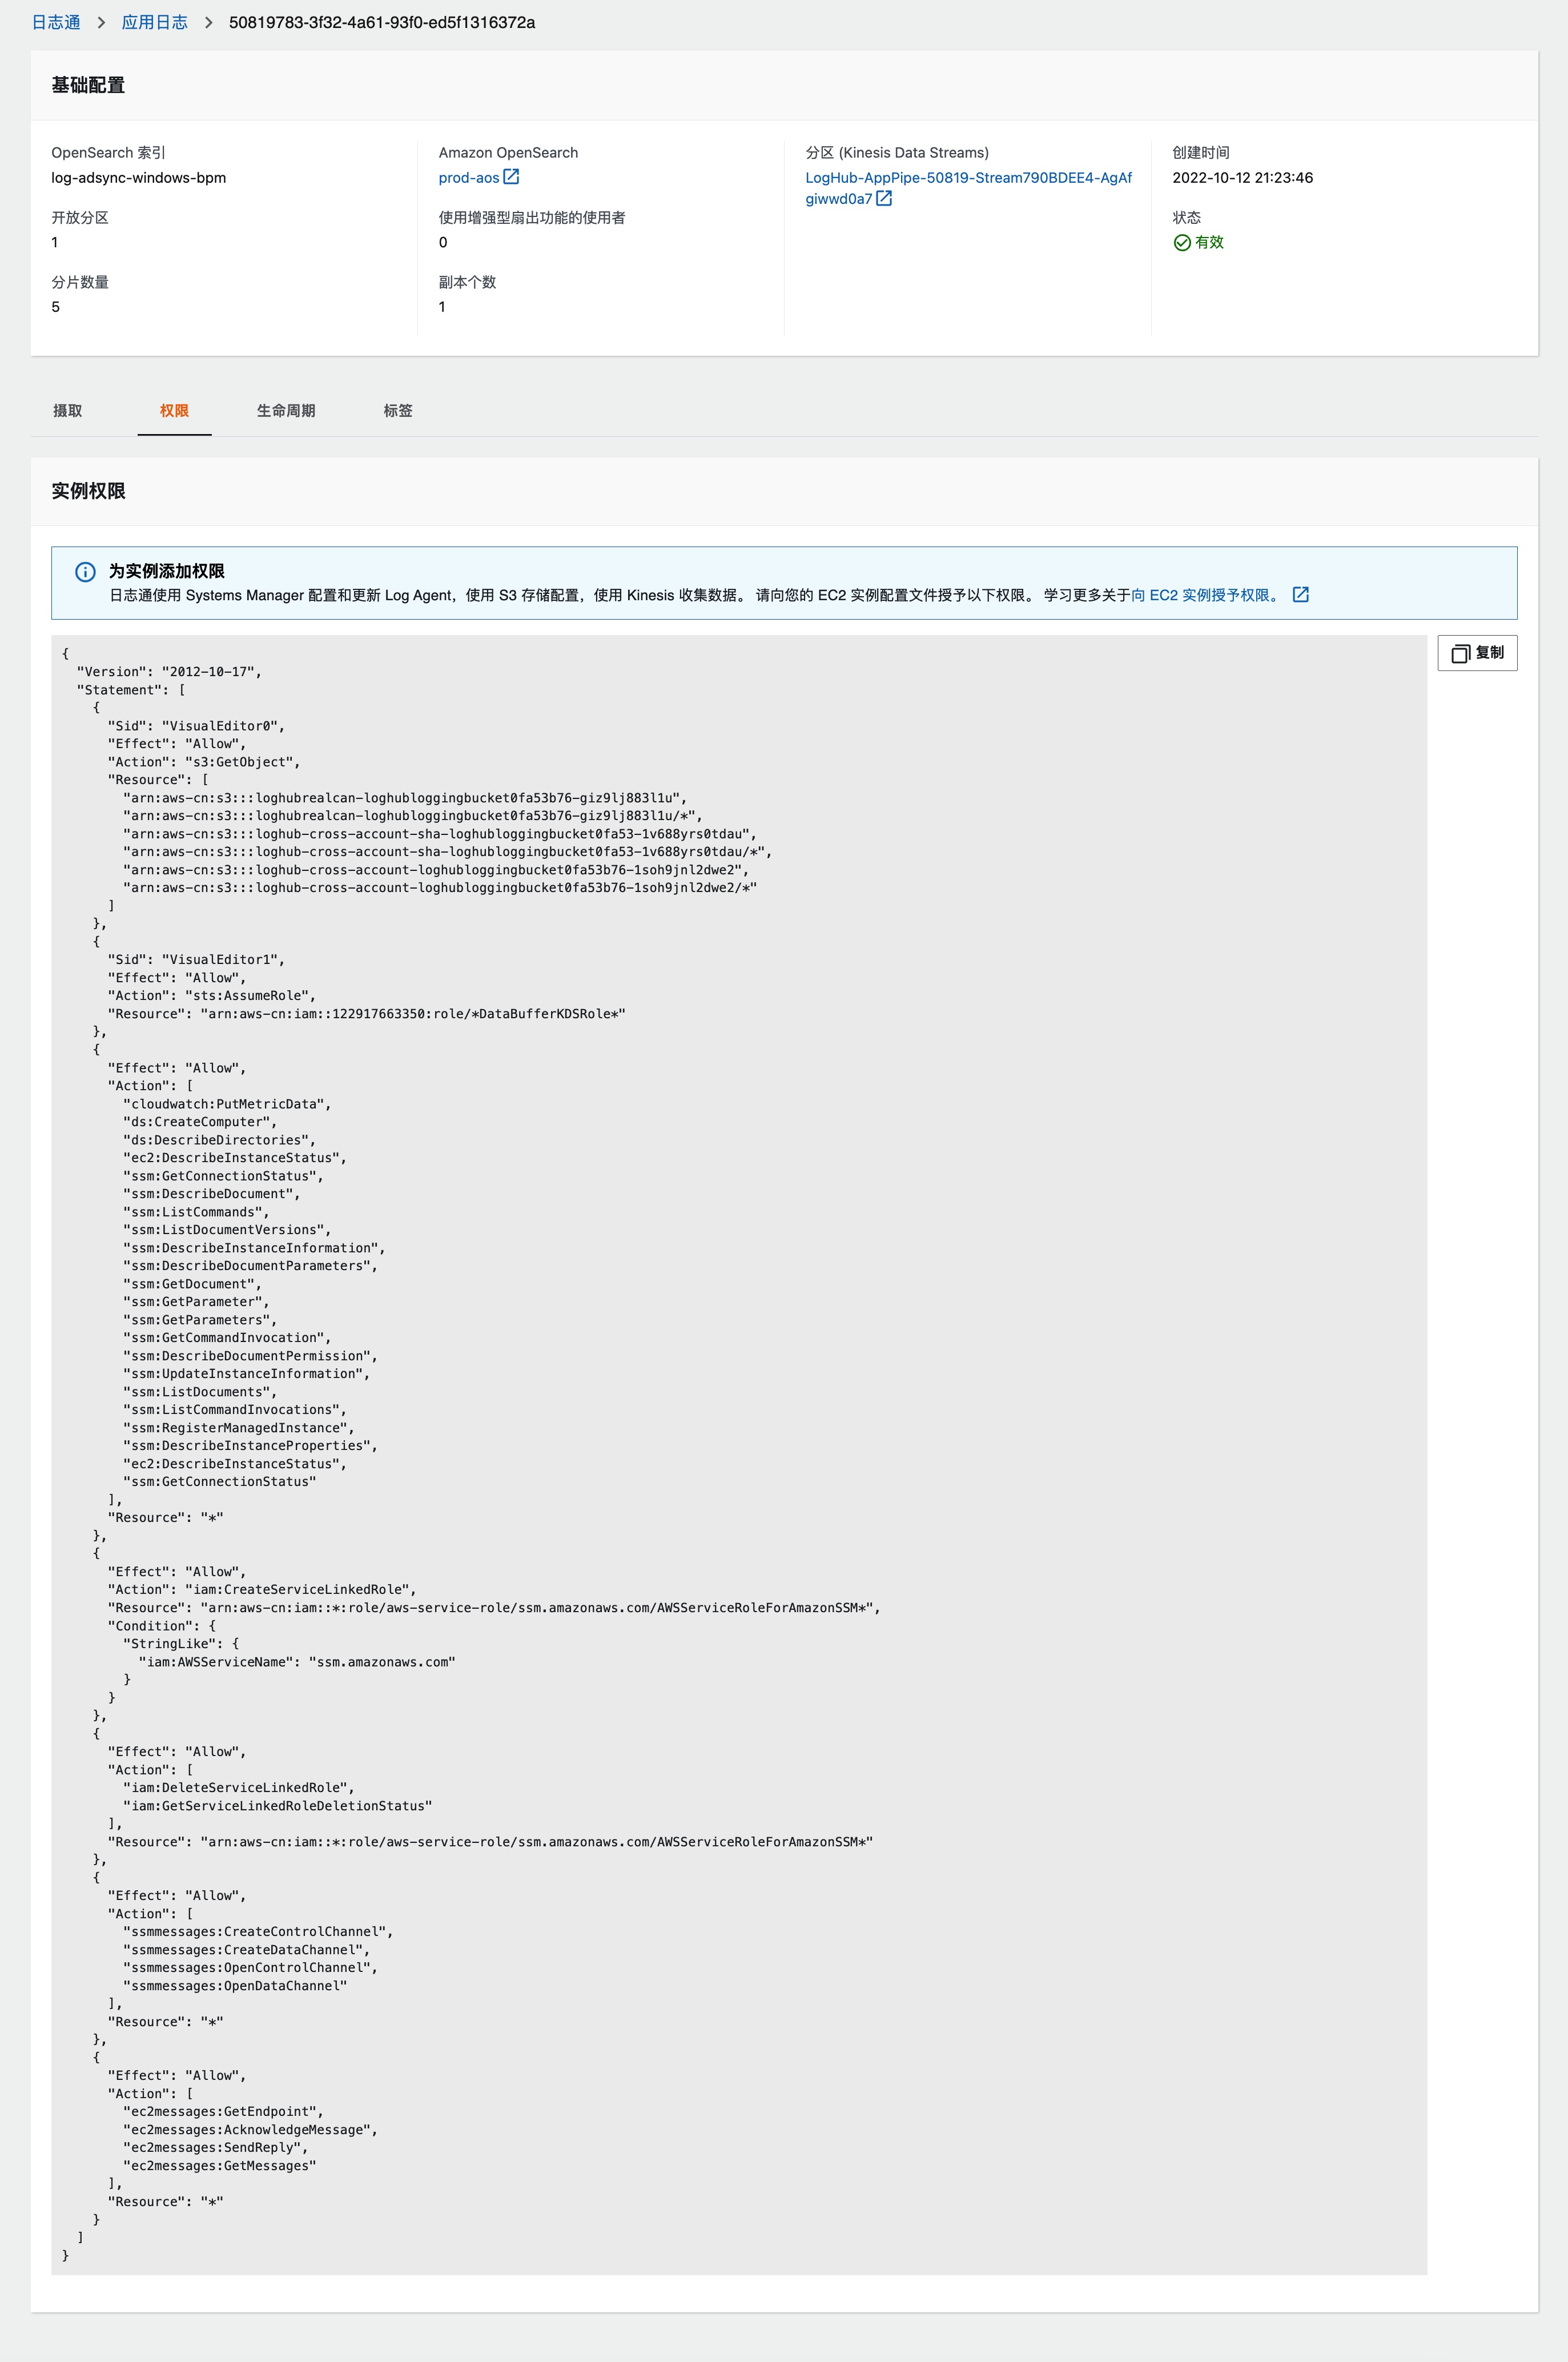 日志通 > 应用日志 > 50819783-3f32-4a61-93f0-ed5f1316372a
基础配置
OpenSearch 索引
log-adsync-windows-bpm
开放分区
1
分片数量
5
Amazon OpenSearch
prod-aos
使用增强型扇出功能的使用者
0
副本个数
1
分区 (Kinesis Data Streams)
LogHub-AppPipe-50819-Stream790BDEE4-AgAf
giwwd0a7
创建时间
2022-10-12 21:23:46
状态
有效
摄取 权限 生命周期 标签
实例权限
为实例添加权限
日志通使用 Systems Manager 配置和更新 Log Agent，使用 S3 存储配置，使用 Kinesis 收集数据。 请向您的 EC2 实例配置文件授予以下权限。 学习更多关于向 EC2 实例授予权限。
复制
{
  "Version": "2012-10-17",
  "Statement": [
    {
      "Sid": "VisualEditor0",
      "Effect": "Allow",
      "Action": "s3:GetObject",
      "Resource": [
        "arn:aws-cn:s3:::loghubrealcan-loghubloggingbucket0fa53b76-giz9lj883l1u",
        "arn:aws-cn:s3:::loghubrealcan-loghubloggingbucket0fa53b76-giz9lj883l1u/*",
        "arn:aws-cn:s3:::loghub-cross-account-sha-loghubloggingbucket0fa53-1v688yrs0tdau",
        "arn:aws-cn:s3:::loghub-cross-account-sha-loghubloggingbucket0fa53-1v688yrs0tdau/*",
        "arn:aws-cn:s3:::loghub-cross-account-loghubloggingbucket0fa53b76-1soh9jnl2dwe2",
        "arn:aws-cn:s3:::loghub-cross-account-loghubloggingbucket0fa53b76-1soh9jnl2dwe2/*"
      ]
    },
    {
      "Sid": "VisualEditor1",
      "Effect": "Allow",
      "Action": "sts:AssumeRole",
      "Resource": "arn:aws-cn:iam::122917663350:role/*DataBufferKDSRole*"
    },
    {
      "Effect": "Allow",
      "Action": [
        "cloudwatch:PutMetricData",
        "ds:CreateComputer",
        "ds:DescribeDirectories",
        "ec2:DescribeInstanceStatus",
        "ssm:GetConnectionStatus",
        "ssm:DescribeDocument",
        "ssm:ListCommands",
        "ssm:ListDocumentVersions",
        "ssm:DescribeInstanceInformation",
        "ssm:DescribeDocumentParameters",
        "ssm:GetDocument",
        "ssm:GetParameter",
        "ssm:GetParameters",
        "ssm:GetCommandInvocation",
        "ssm:DescribeDocumentPermission",
        "ssm:UpdateInstanceInformation",
        "ssm:ListDocuments",
        "ssm:ListCommandInvocations",
        "ssm:RegisterManagedInstance",
        "ssm:DescribeInstanceProperties",
        "ec2:DescribeInstanceStatus",
        "ssm:GetConnectionStatus"
      ],
      "Resource": "*"
    },
    {
      "Effect": "Allow",
      "Action": "iam:CreateServiceLinkedRole",
      "Resource": "arn:aws-cn:iam::*:role/aws-service-role/ssm.amazonaws.com/AWSServiceRoleForAmazonSSM*",
      "Condition": {
        "StringLike": {
          "iam:AWSServiceName": "ssm.amazonaws.com"
        }
      }
    },
    {
      "Effect": "Allow",
      "Action": [
        "iam:DeleteServiceLinkedRole",
        "iam:GetServiceLinkedRoleDeletionStatus"
      ],
      "Resource": "arn:aws-cn:iam::*:role/aws-service-role/ssm.amazonaws.com/AWSServiceRoleForAmazonSSM*"
    },
    {
      "Effect": "Allow",
      "Action": [
        "ssmmessages:CreateControlChannel",
        "ssmmessages:CreateDataChannel",
        "ssmmessages:OpenControlChannel",
        "ssmmessages:OpenDataChannel"
      ],
      "Resource": "*"
    },
    {
      "Effect": "Allow",
      "Action": [
        "ec2messages:GetEndpoint",
        "ec2messages:AcknowledgeMessage",
        "ec2messages:SendReply",
        "ec2messages:GetMessages"
      ],
      "Resource": "*"
    }
  ]
}